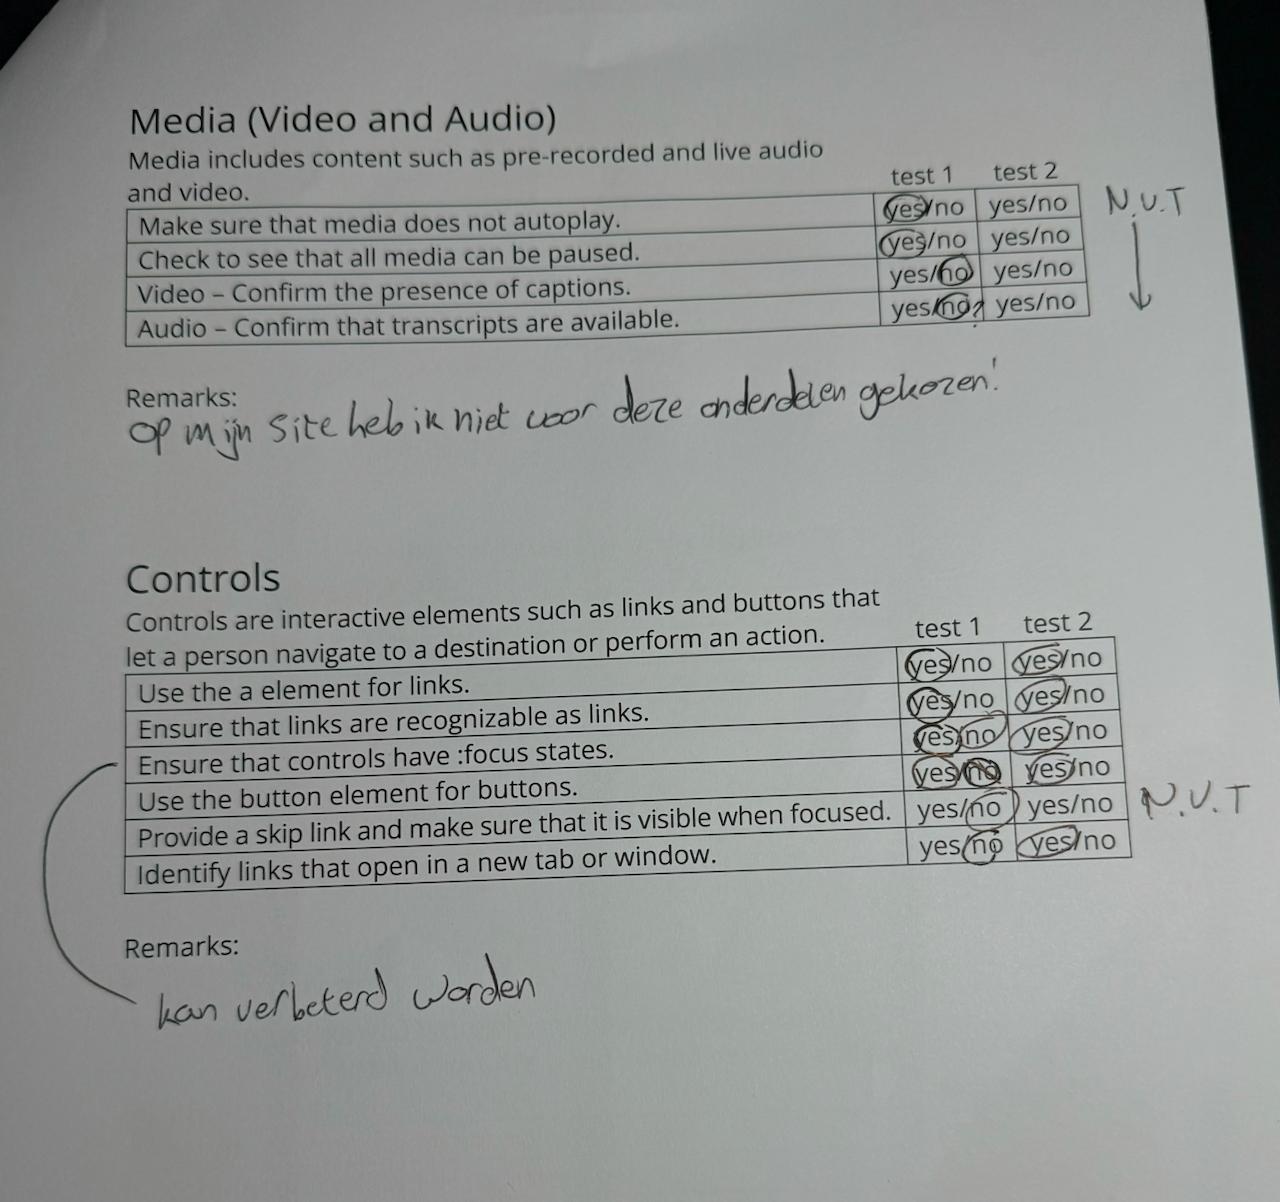 Media (Video and Audio)
Media includes content such as pre-recorded and live audio
and video.
test 1 test 2
Make sure that media does not autoplay. yes/no yes/no N.V.T
Check to see that all media can be paused. yes/no yes/no
Video – Confirm the presence of captions. yes/no yes/no
Audio – Confirm that transcripts are available. yes/no? yes/no
Remarks:
op mijn site heb ik niet voor deze onderdelen gekozen!
Controls
Controls are interactive elements such as links and buttons that
let a person navigate to a destination or perform an action.
test 1 test 2
Use the a element for links. yes/no yes/no
Ensure that links are recognizable as links. yes/no yes/no
Ensure that controls have :focus states. yes/no yes/no
Use the button element for buttons. yes/no yes/no
Provide a skip link and make sure that it is visible when focused. yes/no yes/no N.V.T
Identify links that open in a new tab or window. yes/no yes/no
Remarks:
kan verbeterd worden